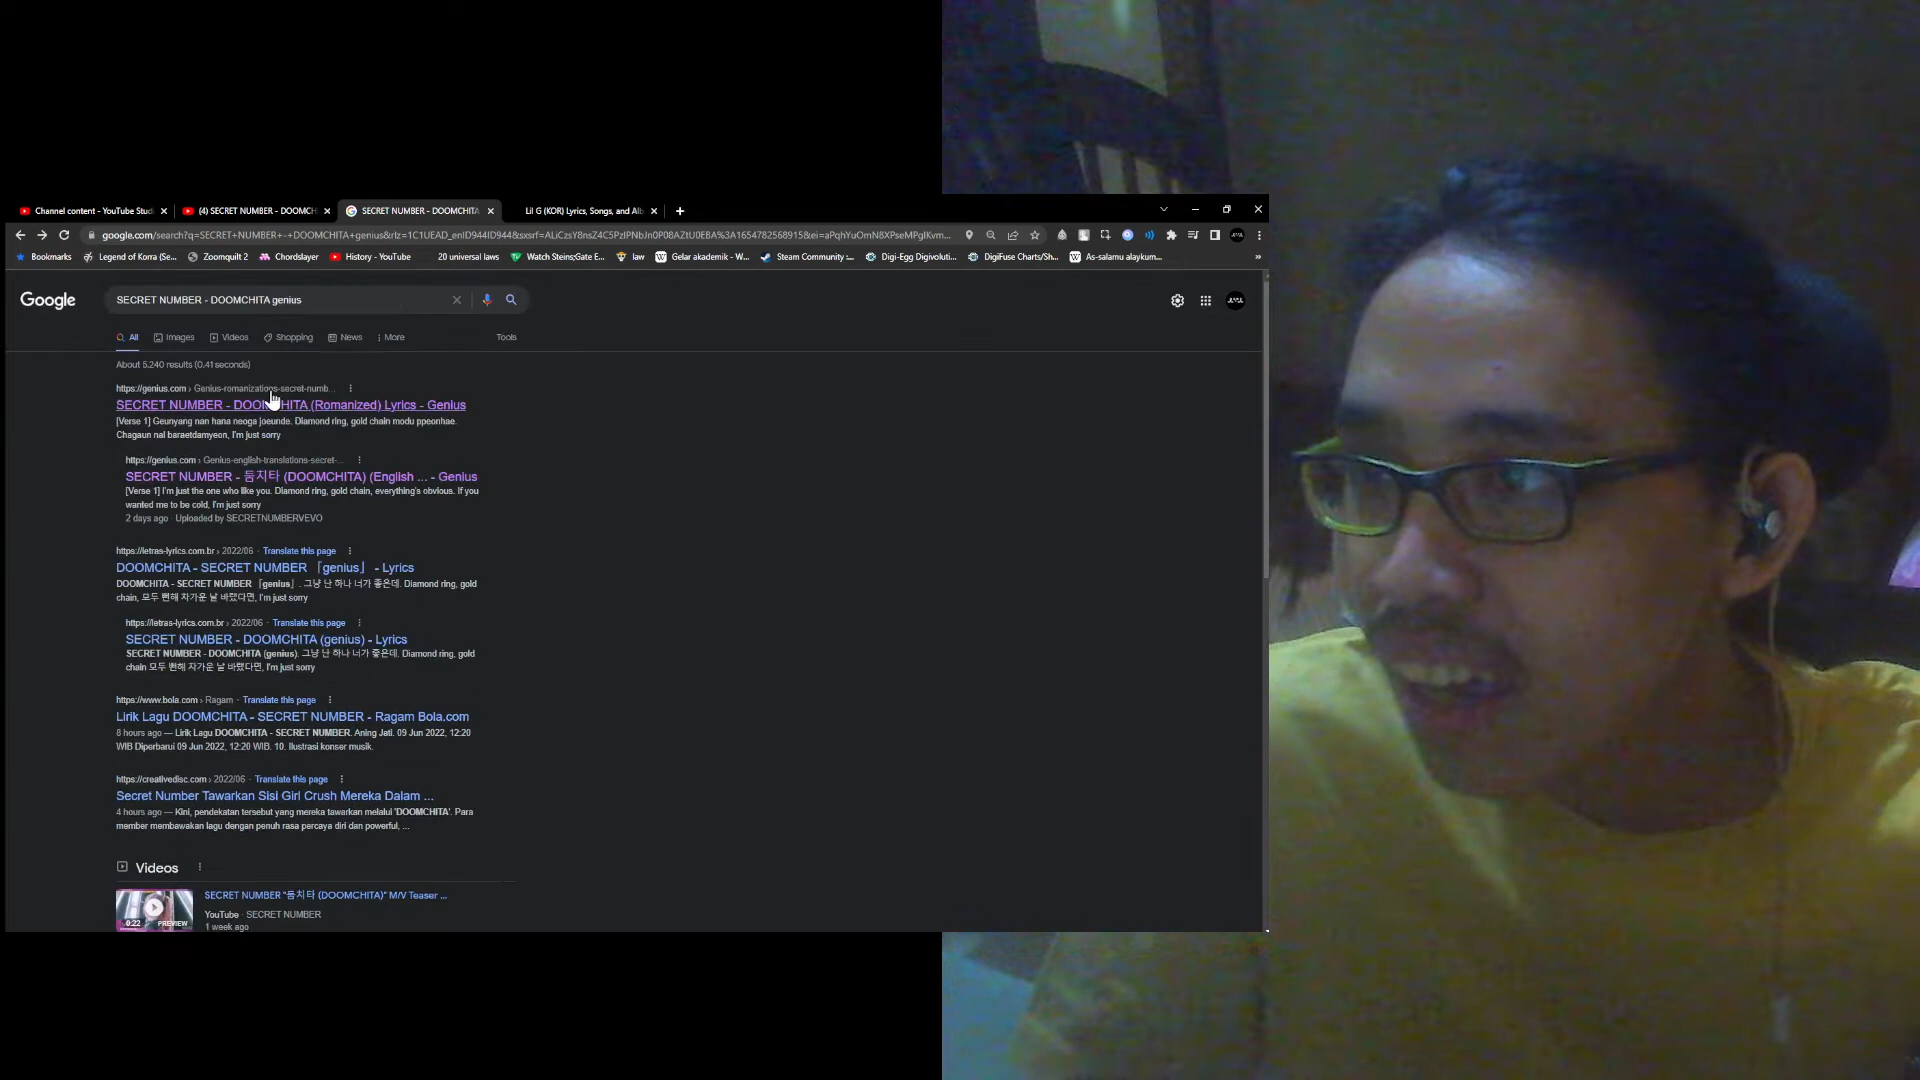 Channel content - YouTube Stud
(4) SECRET NUMBER - DOOMCH
SECRET NUMBER - DOOMCHITA
Lil G (KOR) Lyrics, Songs, and Alb
Bookmarks
Legend of Korra (Se...
Zoomquilt 2
Chordslayer
History - YouTube
20 universal laws
Watch Steins;Gate E...
law
Gelar akademik - W...
Steam Community :...
Digi-Egg Digivoluti...
DigiFuse Charts/Sh...
As-salamu alaykum...
Google
SECRET NUMBER - DOOMCHITA genius
All
Images
Videos
Shopping
News
More
Tools
About 5,240 results (0.41 seconds)
https://genius.com › Genius-romanizations-secret-numb...
SECRET NUMBER - DOOMCHITA (Romanized) Lyrics - Genius
[Verse 1] Geunyang nan hana neoga joeunde. Diamond ring, gold chain modu ppeonhae.
Chagaun nal baraetdamyeon, I'm just sorry
https://genius.com › Genius-english-translations-secret-...
SECRET NUMBER - 둠치타 (DOOMCHITA) (English ... - Genius
[Verse 1] I'm just the one who like you. Diamond ring, gold chain, everything's obvious. If you
wanted me to be cold, I'm just sorry
2 days ago · Uploaded by SECRETNUMBERVEVO
https://letras-lyrics.com.br › 2022/06 · Translate this page
DOOMCHITA - SECRET NUMBER 「genius」 - Lyrics
DOOMCHITA - SECRET NUMBER 「genius」. 그냥 난 하나 너가 좋은데. Diamond ring, gold
chain, 모두 뻔해 차가운 날 바랬다면, I'm just sorry
https://letras-lyrics.com.br › 2022/06 · Translate this page
SECRET NUMBER - DOOMCHITA (genius) - Lyrics
SECRET NUMBER - DOOMCHITA (genius). 그냥 난 하나 너가 좋은데. Diamond ring, gold
chain 모두 뻔해 차가운 날 바랬다면, I'm just sorry
https://www.bola.com › Ragam · Translate this page
Lirik Lagu DOOMCHITA - SECRET NUMBER - Ragam Bola.com
8 hours ago — Lirik Lagu DOOMCHITA - SECRET NUMBER. Aning Jati. 09 Jun 2022, 12:20
WIB Diperbarui 09 Jun 2022, 12:20 WIB. 10. Ilustrasi konser musik.
https://creativedisc.com › 2022/06 · Translate this page
Secret Number Tawarkan Sisi Girl Crush Mereka Dalam ...
4 hours ago — Kini, pendekatan tersebut yang mereka tawarkan melalui 'DOOMCHITA'. Para
member membawakan lagu dengan penuh rasa percaya diri dan powerful, ...
Videos
SECRET NUMBER "둠치타 (DOOMCHITA)" M/V Teaser ...
YouTube · SECRET NUMBER
0:22
PREVIEW
1 week ago